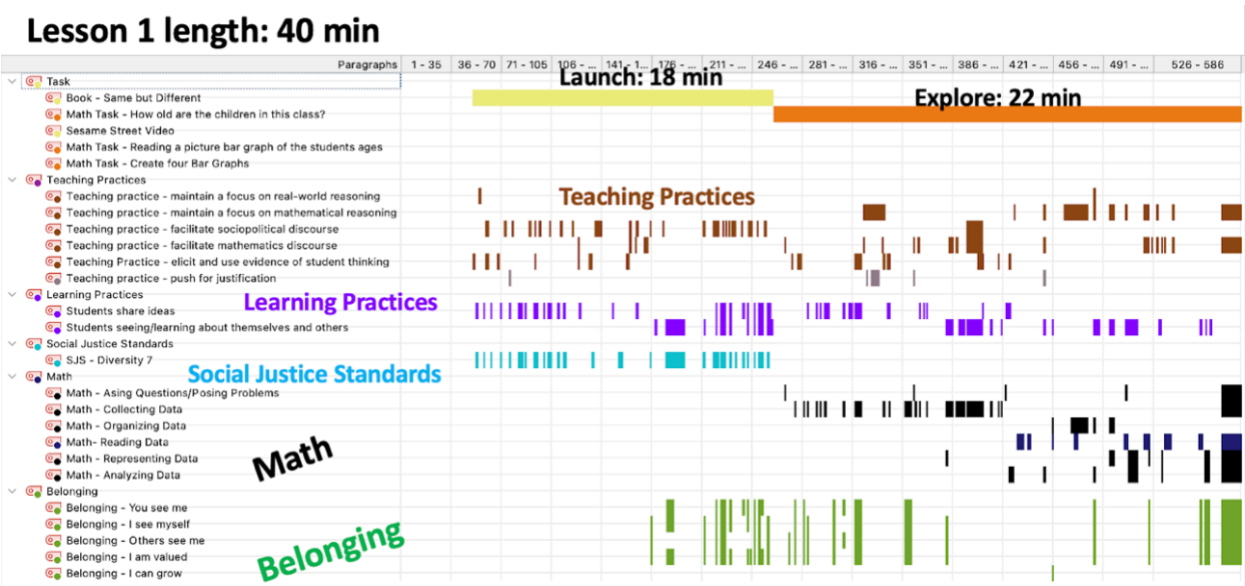 Lesson 1 length: 40 min
Paragraphs 1 - 35 36 - 70 71 - 105 106 - ... 141 - 1... 176 - ... 211 - ... 246 - ... 281 - ... 316 - ... 351 - ... 386 - ... 421 - ... 456 - ... 491 - ... 526 - 586
Task
Launch: 18 min
Book - Same but Different
Explore: 22 min
Math Task - How old are the children in this class?
Sesame Street Video
Math Task - Reading a picture bar graph of the students ages
Math Task - Create four Bar Graphs
Teaching Practices
Teaching practice - maintain a focus on real-world reasoning
Teaching Practices
Teaching practice - maintain a focus on mathematical reasoning
Teaching practice - facilitate sociopolitical discourse
Teaching practice - facilitate mathematics discourse
Teaching Practice - elicit and use evidence of student thinking
Teaching practice - push for justification
Learning Practices
Learning Practices
Students share ideas
Students seeing/learning about themselves and others
Social Justice Standards
SJS - Diversity 7
Social Justice Standards
Math
Math - Asing Questions/Posing Problems
Math - Collecting Data
Math - Organizing Data
Math- Reading Data
Math - Representing Data
Math
Math - Analyzing Data
Belonging
Belonging - You see me
Belonging - I see myself
Belonging - Others see me
Belonging
Belonging - I am valued
Belonging - I can grow